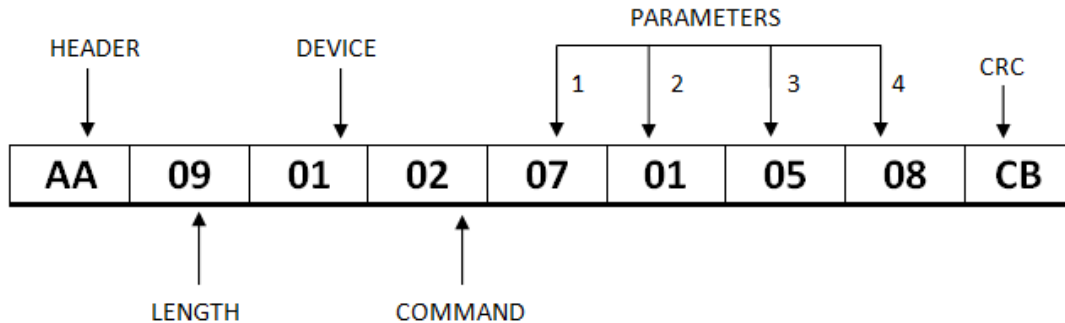 PARAMETERS
HEADER DEVICE CRC
1 2 3 4
AA 09 01 02 07 01 05 08 CB
LENGTH COMMAND